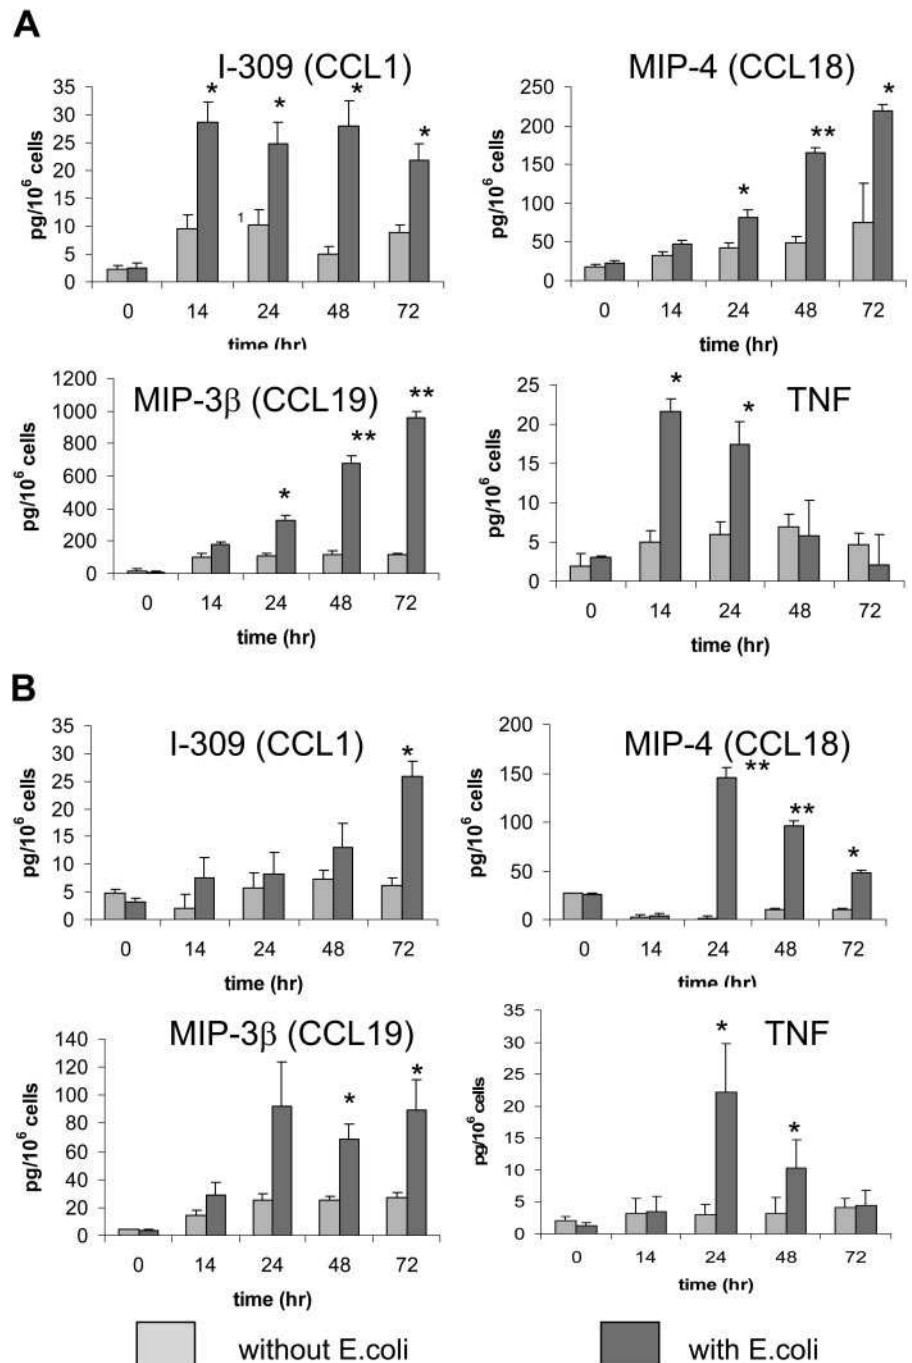 A
I-309 (CCL1)
pg/10⁶ cells
35
30
25
20
15
10
5
0
1
* * * *
0 14 24 48 72
time (hr)
MIP-4 (CCL18)
pg/10⁶ cells
250
200
150
100
50
0
* ** *
0 14 24 48 72
time (hr)
MIP-3β (CCL19)
pg/10⁶ cells
1200
1000
800
600
400
200
0
* ** **
0 14 24 48 72
time (hr)
TNF
pg/10⁶ cells
25
20
15
10
5
0
* *
0 14 24 48 72
time (hr)
B
I-309 (CCL1)
pg/10⁶ cells
35
30
25
20
15
10
5
0
*
0 14 24 48 72
time (hr)
MIP-4 (CCL18)
pg/10⁶ cells
200
150
100
50
0
** ** *
0 14 24 48 72
time (hr)
MIP-3β (CCL19)
pg/10⁶ cells
140
120
100
80
60
40
20
0
* *
0 14 24 48 72
time (hr)
TNF
pg/10⁶ cells
35
30
25
20
15
10
5
0
* *
0 14 24 48 72
time (hr)
without E.coli with E.coli